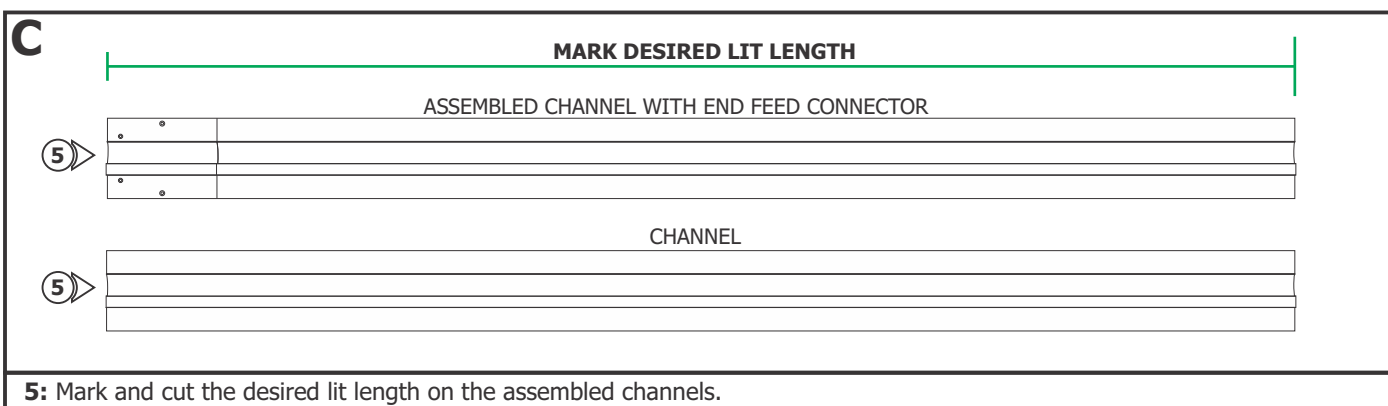 C
MARK DESIRED LIT LENGTH
ASSEMBLED CHANNEL WITH END FEED CONNECTOR
5
CHANNEL
5
5: Mark and cut the desired lit length on the assembled channels.